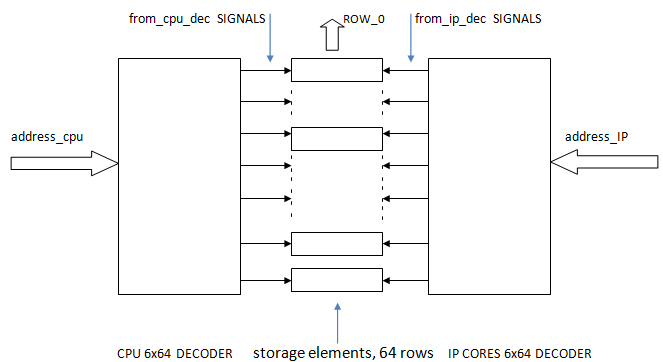 from_cpu_dec SIGNALS
ROW_0
from_ip_dec SIGNALS
address_cpu
address_IP
CPU 6x64 DECODER
storage elements, 64 rows
IP CORES 6x64 DECODER